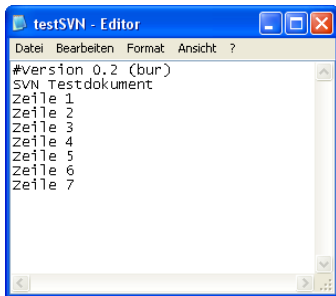 testSVN - Editor
Datei Bearbeiten Format Ansicht ?
#Version 0.2 (bur)
SVN Testdokument
Zeile 1
Zeile 2
Zeile 3
Zeile 4
Zeile 5
Zeile 6
Zeile 7